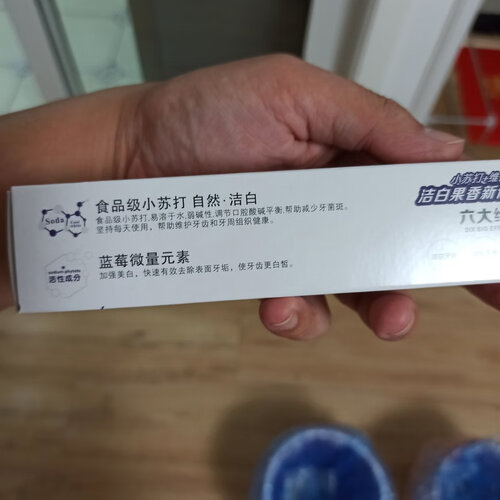 Soda
食品级小苏打 自然·洁白
食品级小苏打,易溶于水,弱碱性,调节口腔酸碱平衡,帮助减少牙菌斑。
坚持每天使用，帮助维护牙齿和牙周组织健康。
sodium phytate
活性成分
蓝莓微量元素
加强美白，快速有效去除表面牙垢，使牙齿更白皙。
小苏打+维
洁白果香新
六大